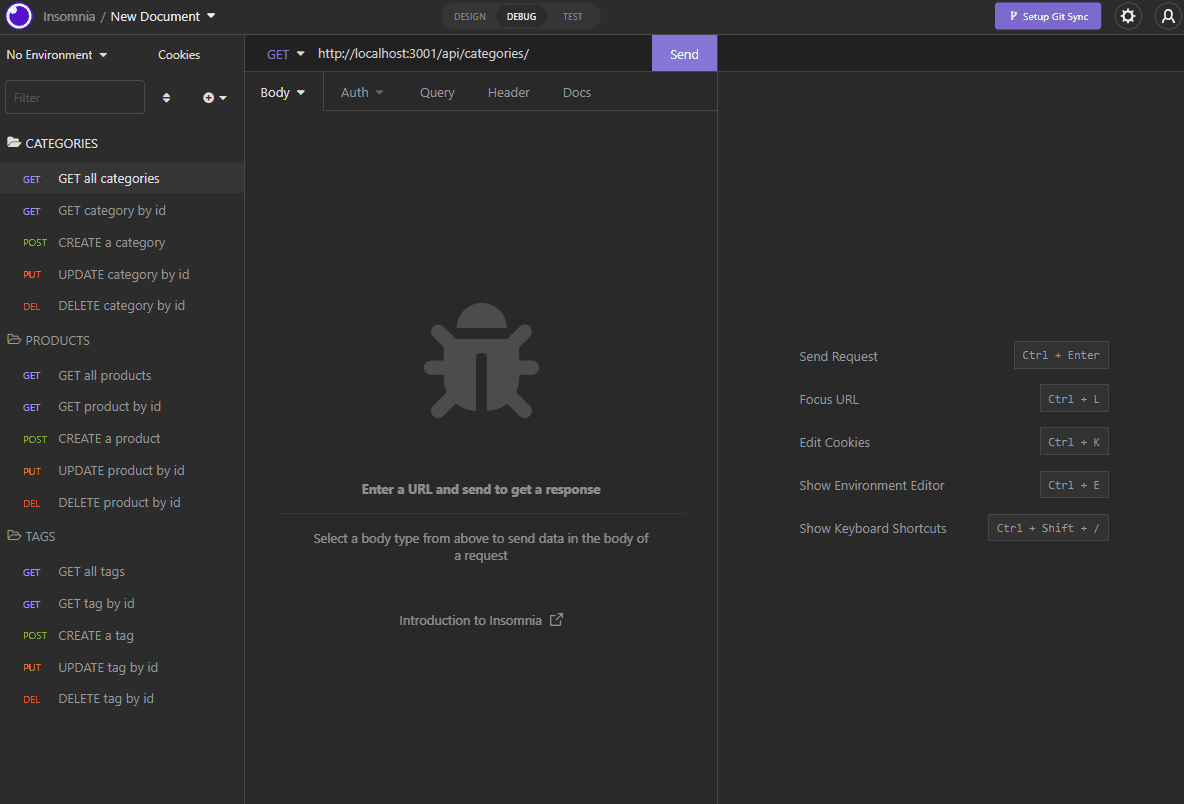 Insomnia / New Document
DESIGN DEBUG TEST
Setup Git Sync
No Environment
Cookies
Filter
CATEGORIES
GET GET all categories
GET GET category by id
POST CREATE a category
PUT UPDATE category by id
DEL DELETE category by id
PRODUCTS
GET GET all products
GET GET product by id
POST CREATE a product
PUT UPDATE product by id
DEL DELETE product by id
TAGS
GET GET all tags
GET GET tag by id
POST CREATE a tag
PUT UPDATE tag by id
DEL DELETE tag by id
GET http://localhost:3001/api/categories/ Send
Body Auth Query Header Docs
Enter a URL and send to get a response
Select a body type from above to send data in the body of
a request
Introduction to Insomnia
Send Request Ctrl + Enter
Focus URL Ctrl + L
Edit Cookies Ctrl + K
Show Environment Editor Ctrl + E
Show Keyboard Shortcuts Ctrl + Shift + /